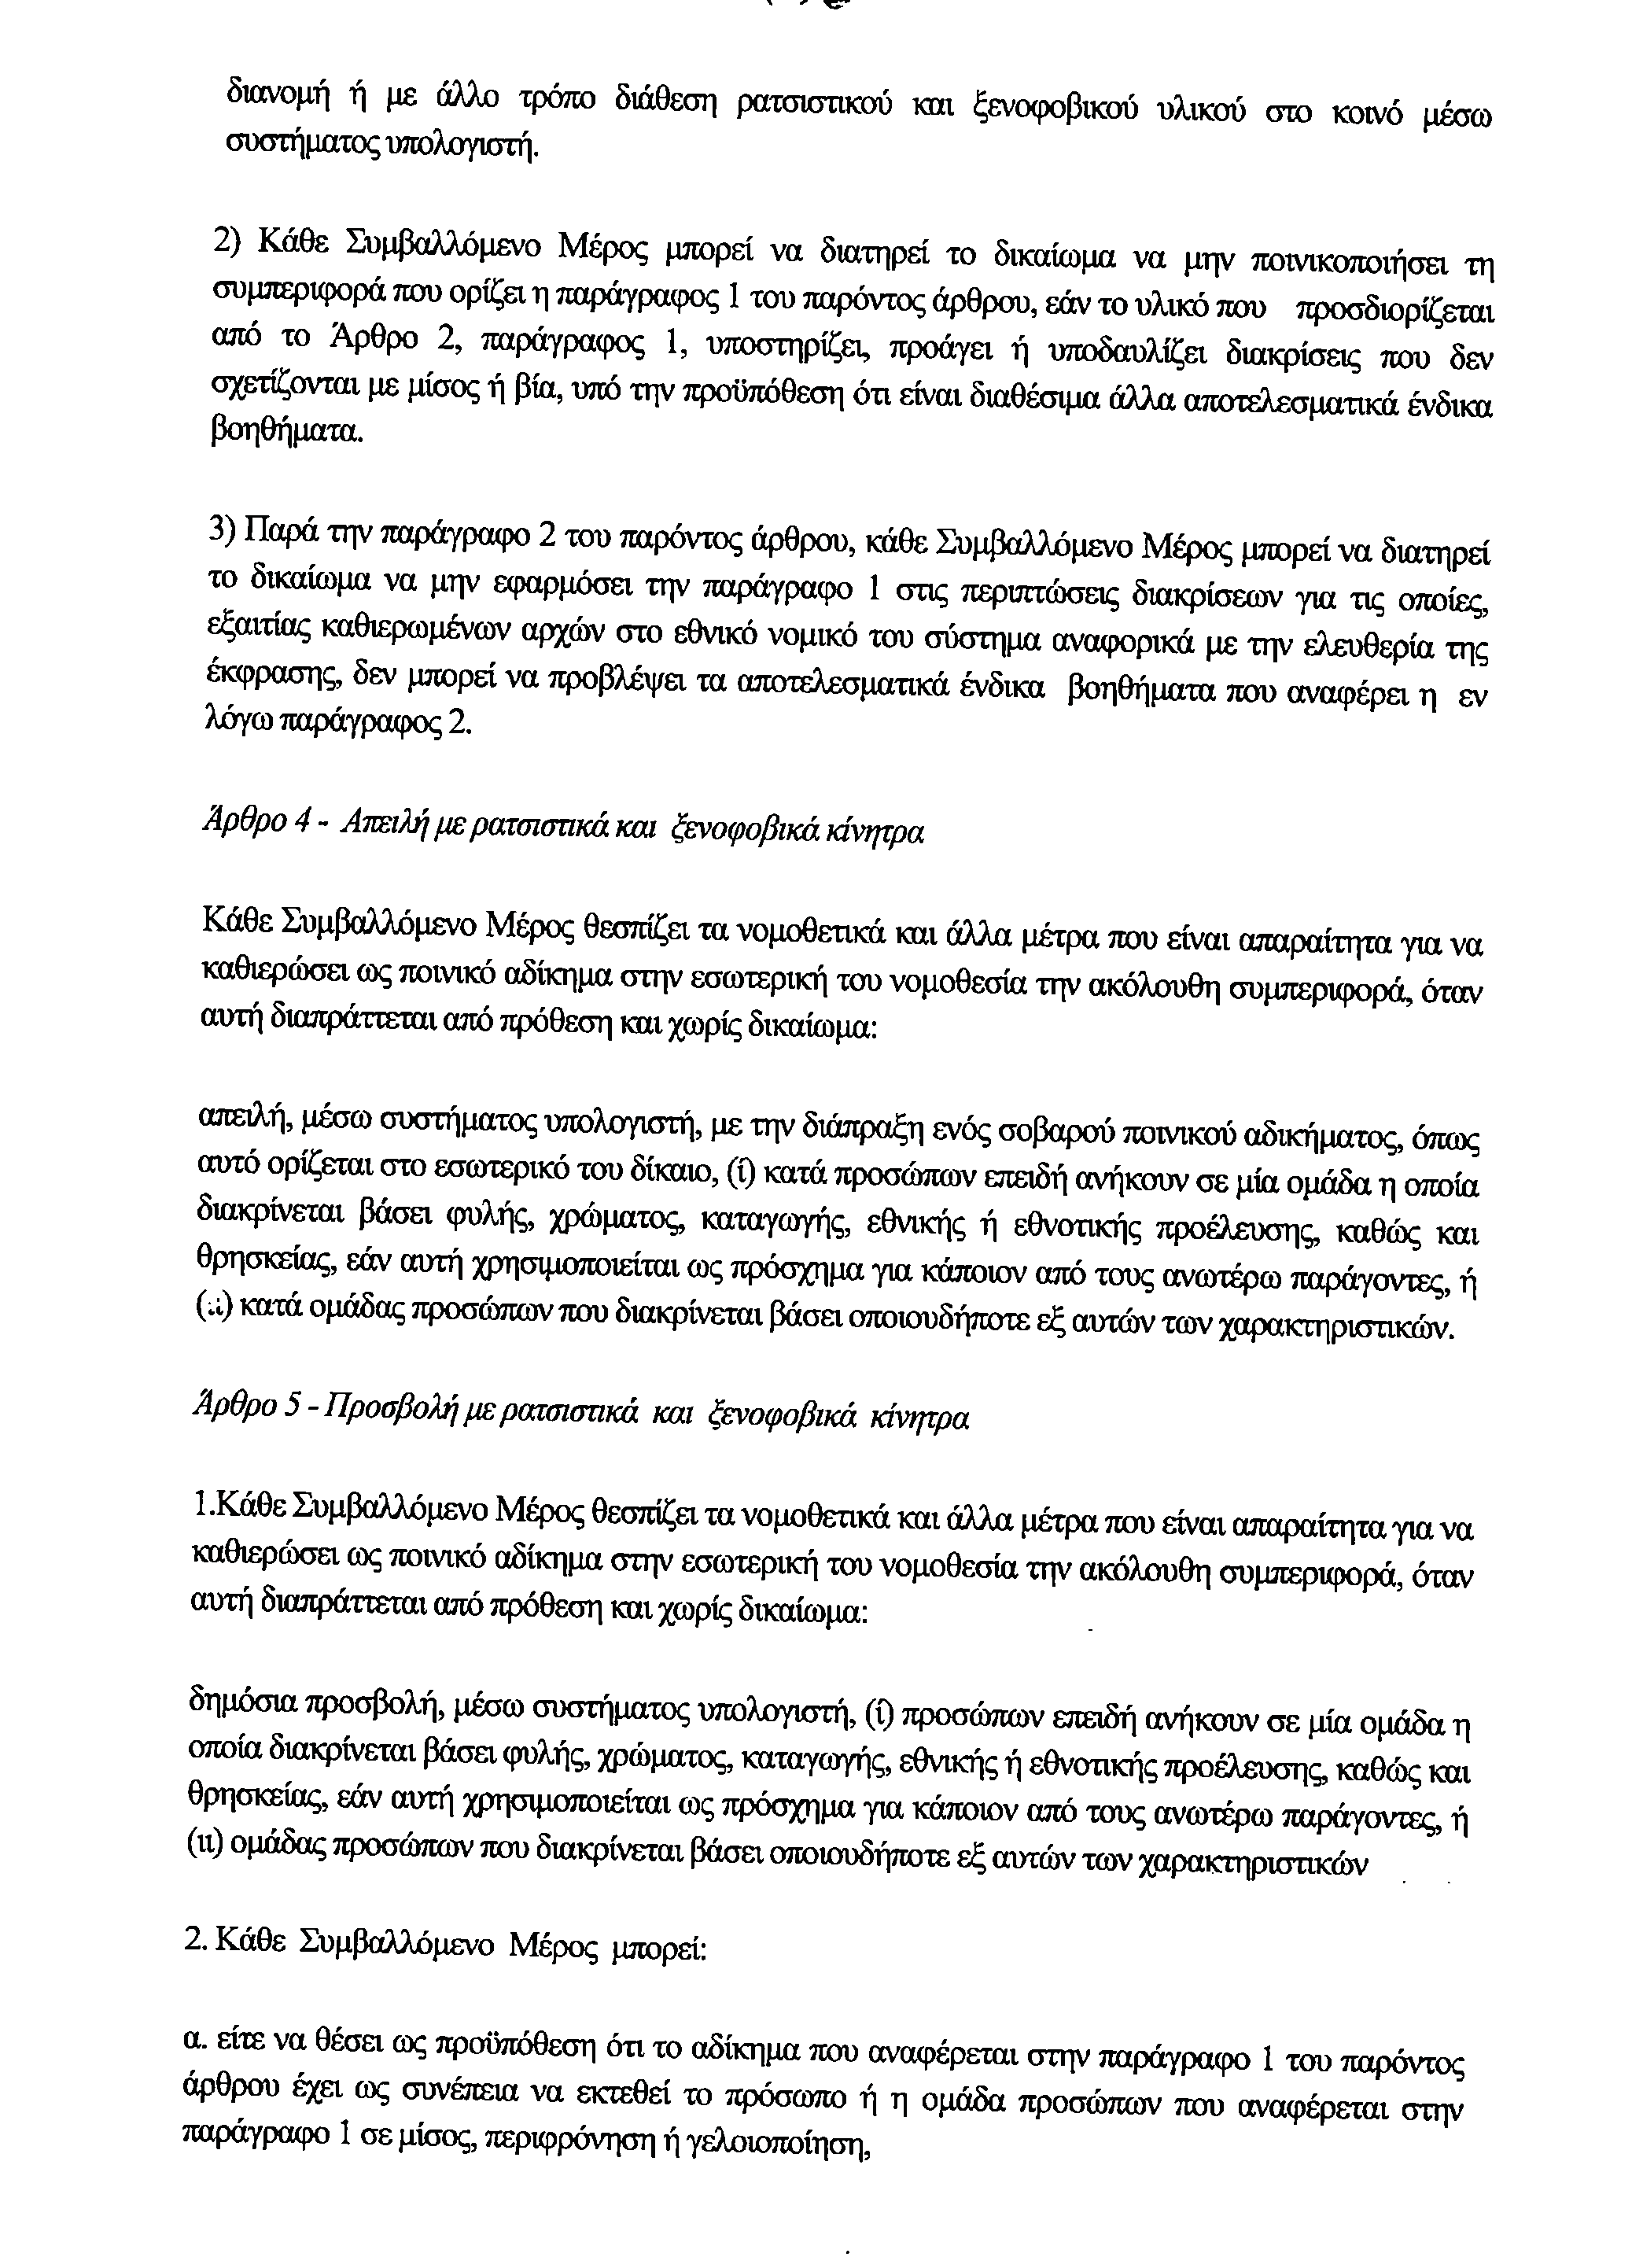 διανομή ή με άλλο τρόπο διάθεση ρατσιστικού και ξενοφοβικού υλικού στο κοινό μέσω
συστήματος υπολογιστή.
2) Κάθε Συμβαλλόμενο Μέρος μπορεί να διατηρεί το δικαίωμα να μην ποινικοποιήσει τη
συμπεριφορά που ορίζει η παράγραφος 1 του παρόντος άρθρου, εάν το υλικό που προσδιορίζεται
από το Άρθρο 2, παράγραφος 1, υποστηρίζει, προάγει ή υποδαυλίζει διακρίσεις που δεν
σχετίζονται με μίσος ή βία, υπό την προϋπόθεση ότι είναι διαθέσιμα άλλα αποτελεσματικά ένδικα
βοηθήματα.
3) Παρά την παράγραφο 2 του παρόντος άρθρου, κάθε Συμβαλλόμενο Μέρος μπορεί να διατηρεί
το δικαίωμα να μην εφαρμόσει την παράγραφο 1 στις περιπτώσεις διακρίσεων για τις οποίες,
εξαιτίας καθιερωμένων αρχών στο εθνικό νομικό του σύστημα αναφορικά με την ελευθερία της
έκφρασης, δεν μπορεί να προβλέψει τα αποτελεσματικά ένδικα βοηθήματα που αναφέρει η εν
λόγω παράγραφος 2.
Άρθρο 4 - Απειλή με ρατσιστικά και ξενοφοβικά κίνητρα
Κάθε Συμβαλλόμενο Μέρος θεσπίζει τα νομοθετικά και άλλα μέτρα που είναι απαραίτητα για να
καθιερώσει ως ποινικό αδίκημα στην εσωτερική του νομοθεσία την ακόλουθη συμπεριφορά, όταν
αυτή διαπράττεται από πρόθεση και χωρίς δικαίωμα:
απειλή, μέσω συστήματος υπολογιστή, με την διάπραξη ενός σοβαρού ποινικού αδικήματος, όπως
αυτό ορίζεται στο εσωτερικό του δίκαιο, (ί) κατά προσώπων επειδή ανήκουν σε μία ομάδα η οποία
διακρίνεται βάσει φυλής, χρώματος, καταγωγής, εθνικής ή εθνοτικής προέλευσης, καθώς και
θρησκείας, εάν αυτή χρησιμοποιείται ως πρόσχημα για κάποιον από τους ανωτέρω παράγοντες, ή
(ii) κατά ομάδας προσώπων που διακρίνεται βάσει οποιουδήποτε εξ αυτών των χαρακτηριστικών.
Άρθρο 5 - Προσβολή με ρατσιστικά και ξενοφοβικά κίνητρα
1.Κάθε Συμβαλλόμενο Μέρος θεσπίζει τα νομοθετικά και άλλα μέτρα που είναι απαραίτητα για να
καθιερώσει ως ποινικό αδίκημα στην εσωτερική του νομοθεσία την ακόλουθη συμπεριφορά, όταν
αυτή διαπράττεται από πρόθεση και χωρίς δικαίωμα:
δημόσια προσβολή, μέσω συστήματος υπολογιστή, (ί) προσώπων επειδή ανήκουν σε μία ομάδα η
οποία διακρίνεται βάσει φυλής, χρώματος, καταγωγής, εθνικής ή εθνοτικής προέλευσης, καθώς και
θρησκείας, εάν αυτή χρησιμοποιείται ως πρόσχημα για κάποιον από τους ανωτέρω παράγοντες, ή
(ιι) ομάδας προσώπων που διακρίνεται βάσει οποιουδήποτε εξ αυτών των χαρακτηριστικών
2. Κάθε Συμβαλλόμενο Μέρος μπορεί:
α. είτε να θέσει ως προϋπόθεση ότι το αδίκημα που αναφέρεται στην παράγραφο 1 του παρόντος
άρθρου έχει ως συνέπεια να εκτεθεί το πρόσωπο ή η ομάδα προσώπων που αναφέρεται στην
παράγραφο 1 σε μίσος, περιφρόνηση ή γελοιοποίηση,